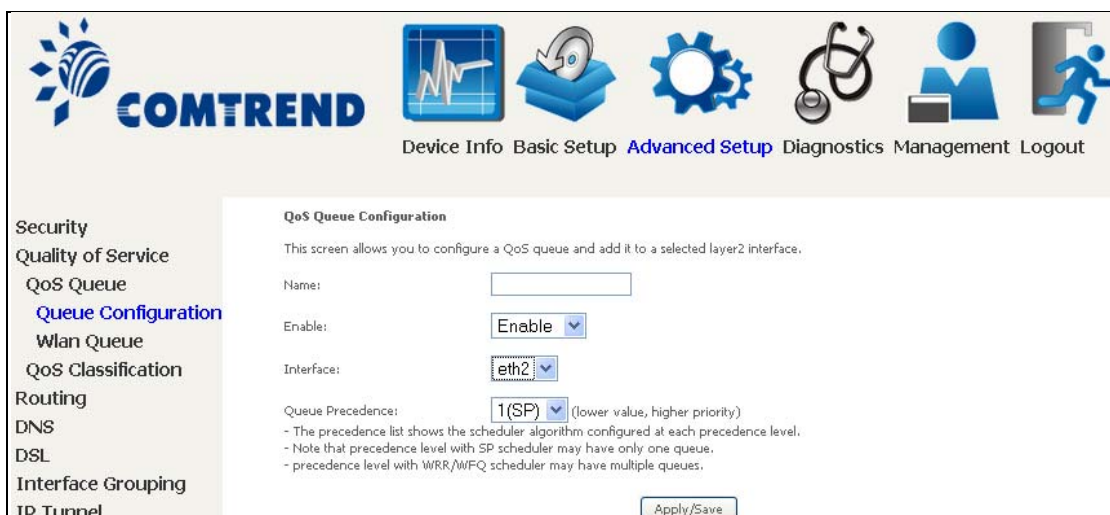 COMTREND
Device Info Basic Setup Advanced Setup Diagnostics Management Logout
Security
Quality of Service
QoS Queue
Queue Configuration
Wlan Queue
QoS Classification
Routing
DNS
DSL
Interface Grouping
IP Tunnel
QoS Queue Configuration
This screen allows you to configure a QoS queue and add it to a selected layer2 interface.
Name:
Enable: Enable
Interface: eth2
Queue Precedence: 1(SP) (lower value, higher priority)
- The precedence list shows the scheduler algorithm configured at each precedence level.
- Note that precedence level with SP scheduler may have only one queue.
- precedence level with WRR/WFQ scheduler may have multiple queues.
Apply/Save